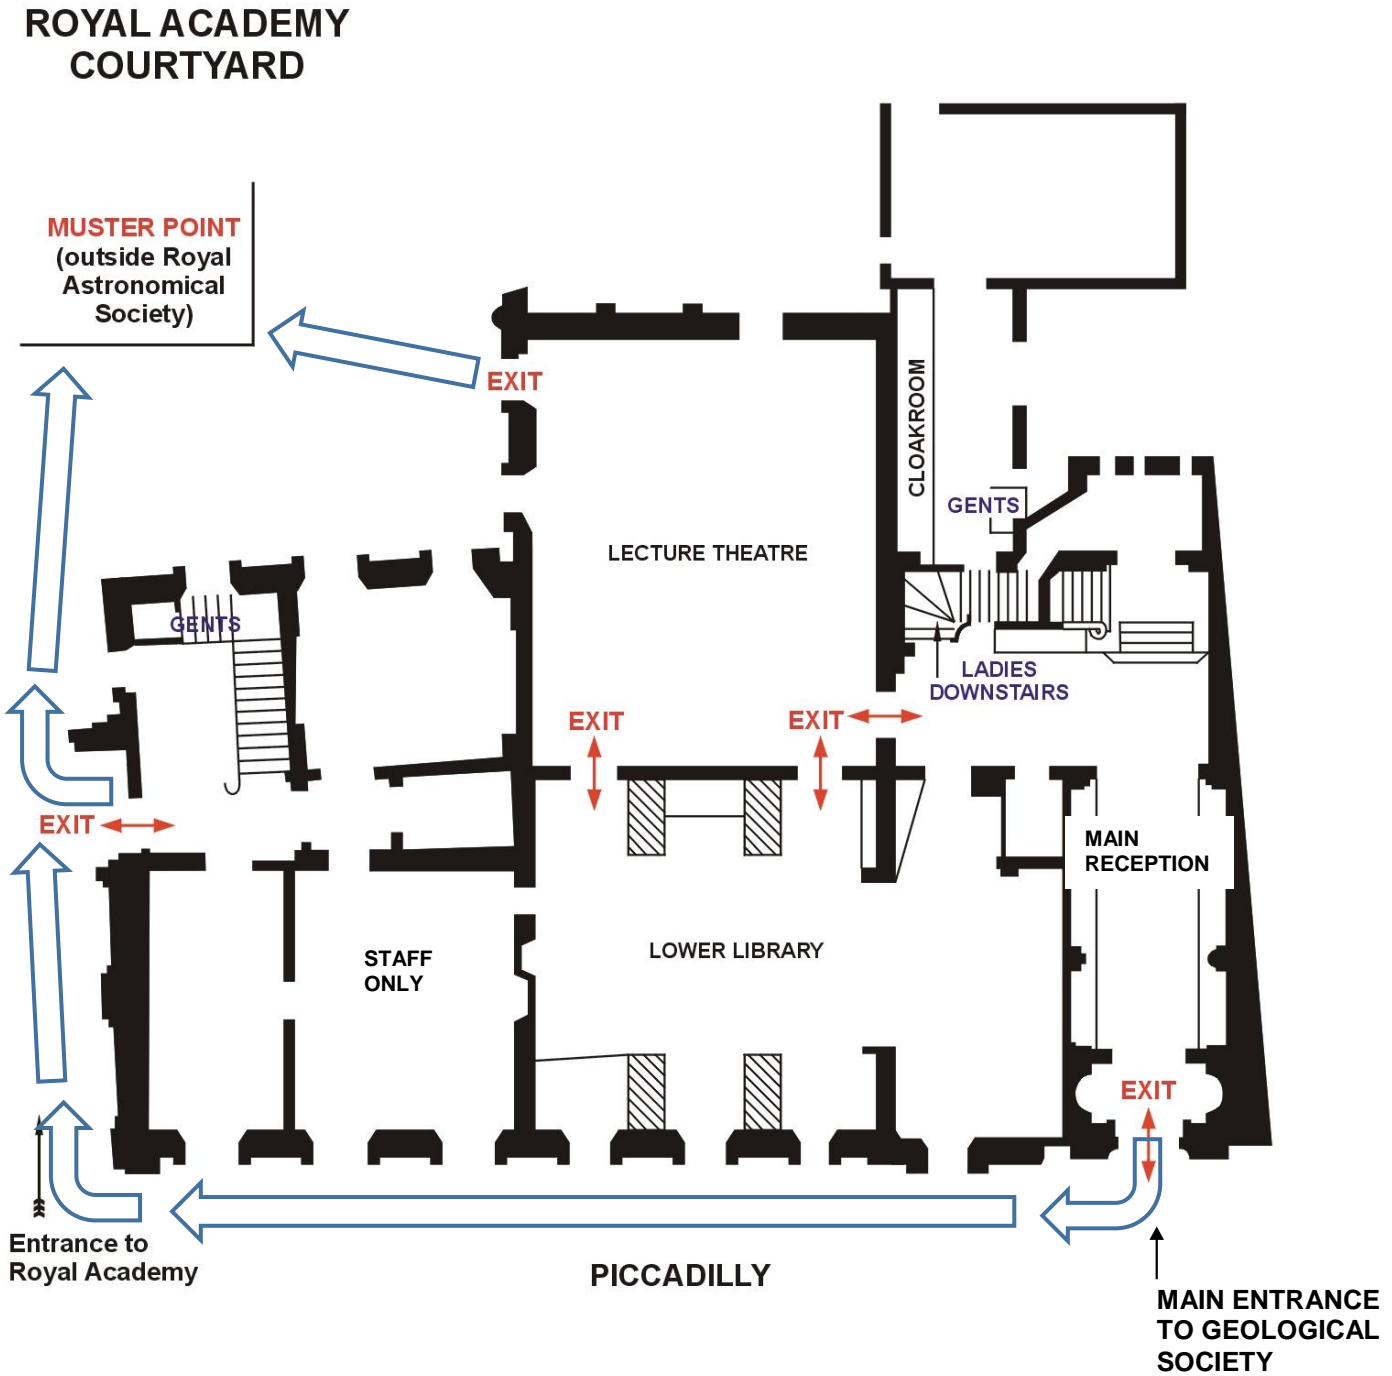 ROYAL ACADEMY
COURTYARD
MUSTER POINT
(outside Royal
Astronomical
Society)
EXIT
CLOAKROOM
GENTS
LECTURE THEATRE
GENTS
LADIES
DOWNSTAIRS
EXIT
EXIT
EXIT
MAIN
RECEPTION
STAFF
ONLY
LOWER LIBRARY
EXIT
Entrance to
Royal Academy
PICCADILLY
MAIN ENTRANCE
TO GEOLOGICAL
SOCIETY